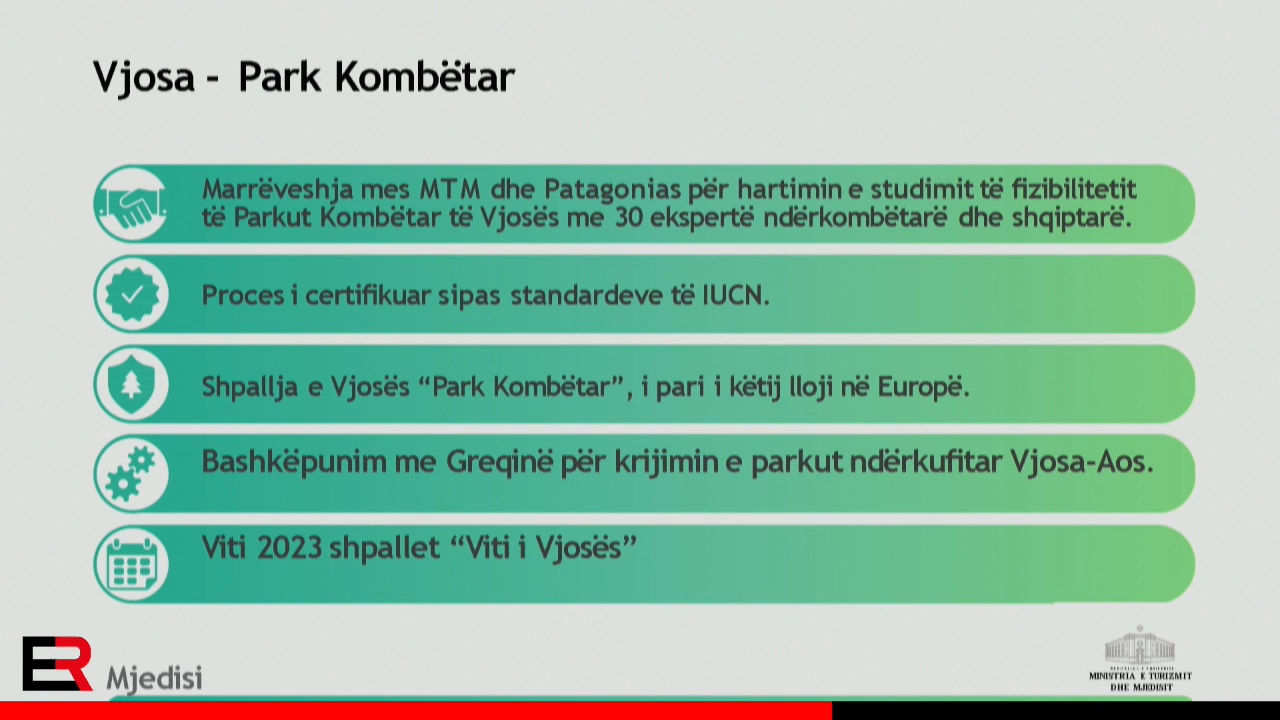 Vjosa - Park Kombëtar
Marrëveshja mes MTM dhe Patagonias për hartimin e studimit të fizibilitetit
të Parkut Kombëtar të Vjosës me 30 ekspertë ndërkombëtarë dhe shqiptarë.
Proces i certifikuar sipas standardeve të IUCN.
Shpallja e Vjosës “Park Kombëtar”, i pari i këtij lloji në Europë.
Bashkëpunim me Greqinë për krijimin e parkut ndërkufitar Vjosa-Aos.
Viti 2023 shpallet “Viti i Vjosës”
ER
Mjedisi
MINISTRIA E TURIZMIT
DHE MJEDISIT